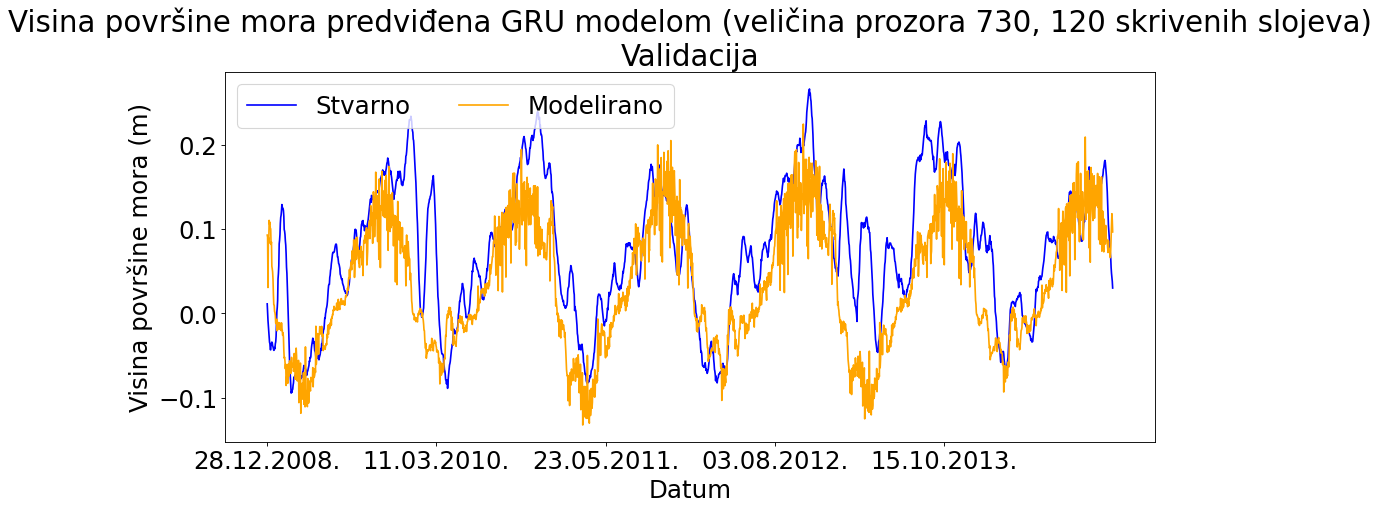 Visina površine mora predviđena GRU modelom (veličina prozora 730, 120 skrivenih slojeva)
Validacija
Stvarno Modelirano
Visina površine mora (m)
0.2
0.1
0.0
−0.1
28.12.2008. 11.03.2010. 23.05.2011. 03.08.2012. 15.10.2013.
Datum